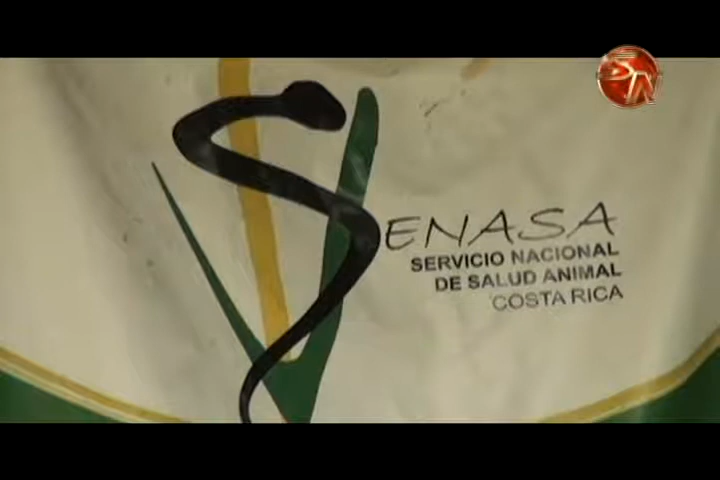 SENASA
SERVICIO NACIONAL
DE SALUD ANIMAL
COSTA RICA